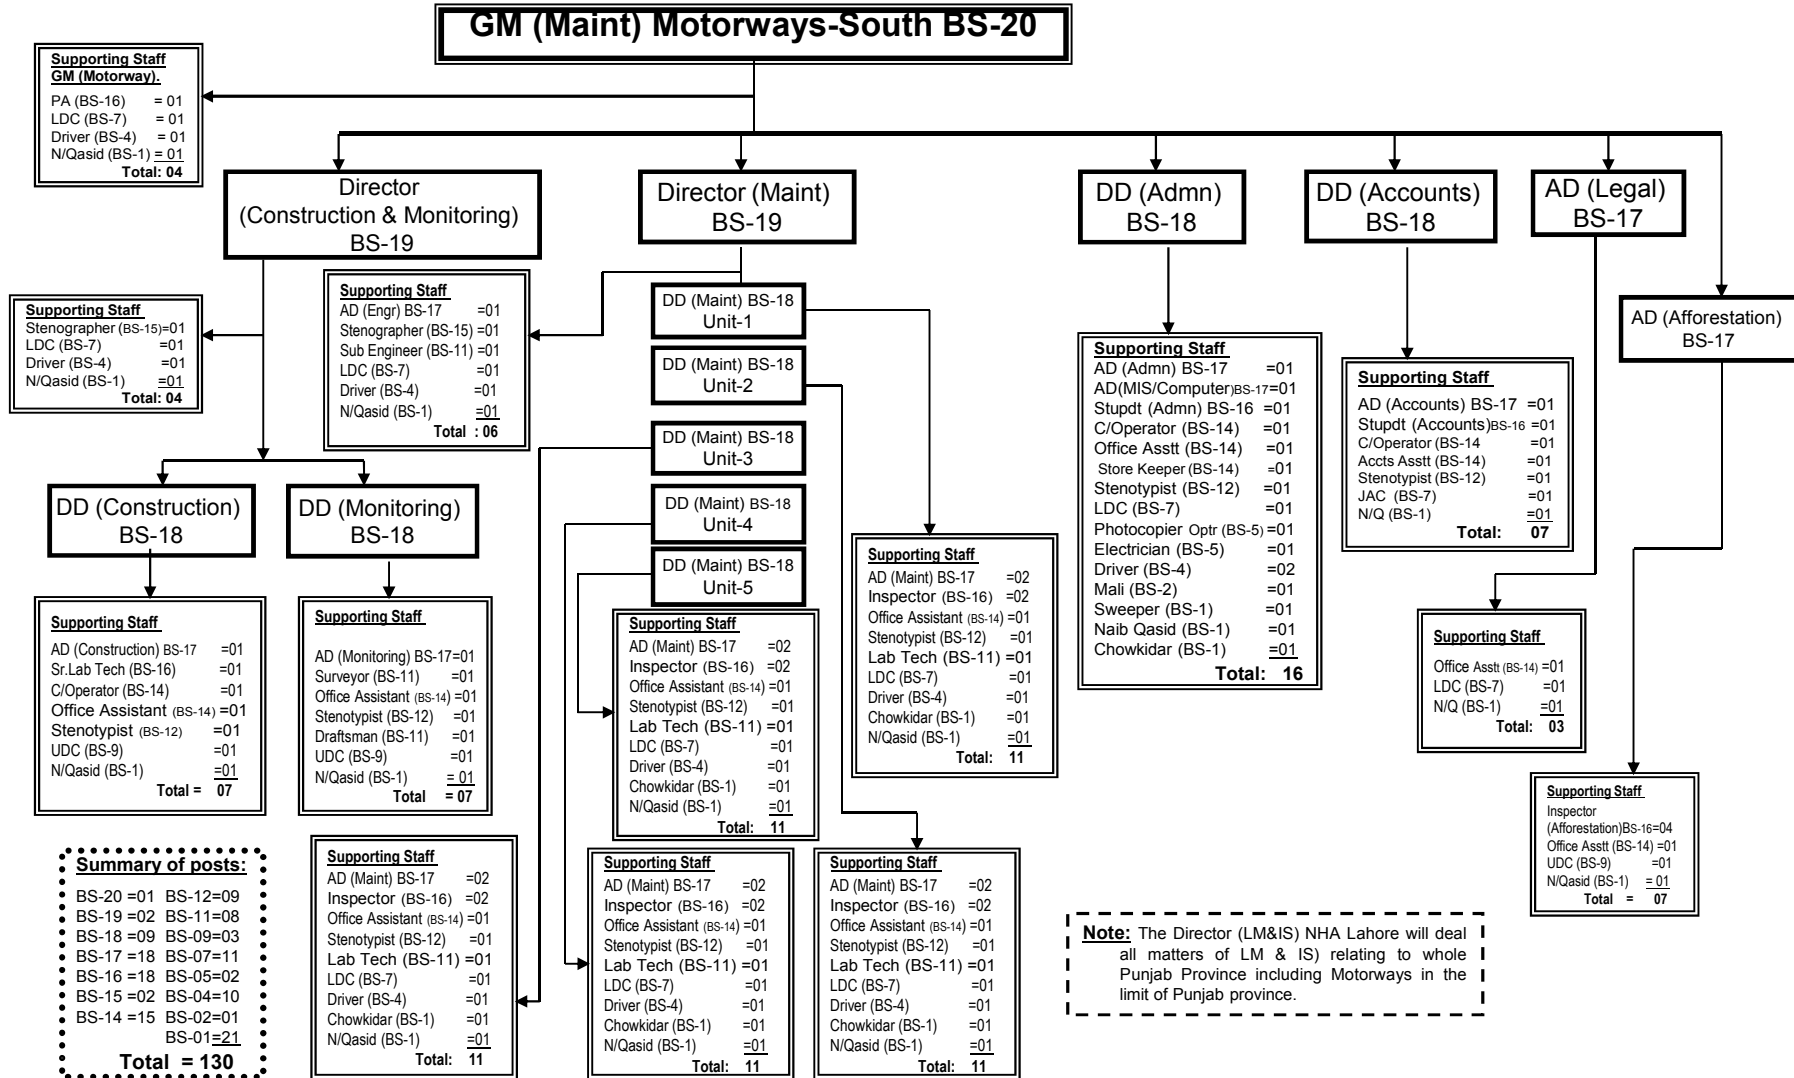 GM (Maint) Motorways-South BS-20
Supporting Staff
GM (Motorway).
PA (BS-16) = 01
LDC (BS-7) = 01
Driver (BS-4) = 01
N/Qasid (BS-1) = 01
Total: 04
Director
(Construction & Monitoring)
BS-19
Director (Maint)
BS-19
DD (Admn)
BS-18
DD (Accounts)
BS-18
AD (Legal)
BS-17
AD (Afforestation)
BS-17
Supporting Staff
Stenographer (BS-15)=01
LDC (BS-7) =01
Driver (BS-4) =01
N/Qasid (BS-1) =01
Total: 04
Supporting Staff
AD (Engr) BS-17 =01
Stenographer (BS-15) =01
Sub Engineer (BS-11) =01
LDC (BS-7) =01
Driver (BS-4) =01
N/Qasid (BS-1) =01
Total : 06
DD (Maint) BS-18
Unit-1
DD (Maint) BS-18
Unit-2
DD (Maint) BS-18
Unit-3
DD (Maint) BS-18
Unit-4
DD (Maint) BS-18
Unit-5
Supporting Staff
AD (Admn) BS-17 =01
AD(MIS/Computer)BS-17=01
Stupdt (Admn) BS-16 =01
C/Operator (BS-14) =01
Office Asstt (BS-14) =01
Store Keeper (BS-14) =01
Stenotypist (BS-12) =01
LDC (BS-7) =01
Photocopier Optr (BS-5) =01
Electrician (BS-5) =01
Driver (BS-4) =02
Mali (BS-2) =01
Sweeper (BS-1) =01
Naib Qasid (BS-1) =01
Chowkidar (BS-1) =01
Total: 16
Supporting Staff
AD (Accounts) BS-17 =01
Stupdt (Accounts)BS-16 =01
C/Operator (BS-14 =01
Accts Asstt (BS-14) =01
Stenotypist (BS-12) =01
JAC (BS-7) =01
N/Q (BS-1) =01
Total: 07
DD (Construction)
BS-18
DD (Monitoring)
BS-18
Supporting Staff
AD (Construction) BS-17 =01
Sr.Lab Tech (BS-16) =01
C/Operator (BS-14) =01
Office Assistant (BS-14) =01
Stenotypist (BS-12) =01
UDC (BS-9) =01
N/Qasid (BS-1) =01
Total = 07
Supporting Staff
AD (Monitoring) BS-17=01
Surveyor (BS-11) =01
Office Assistant (BS-14) =01
Stenotypist (BS-12) =01
Draftsman (BS-11) =01
UDC (BS-9) =01
N/Qasid (BS-1) = 01
Total = 07
Supporting Staff
AD (Maint) BS-17 =02
Inspector (BS-16) =02
Office Assistant (BS-14) =01
Stenotypist (BS-12) =01
Lab Tech (BS-11) =01
LDC (BS-7) =01
Driver (BS-4) =01
Chowkidar (BS-1) =01
N/Qasid (BS-1) =01
Total: 11
Supporting Staff
AD (Maint) BS-17 =02
Inspector (BS-16) =02
Office Assistant (BS-14) =01
Stenotypist (BS-12) =01
Lab Tech (BS-11) =01
LDC (BS-7) =01
Driver (BS-4) =01
Chowkidar (BS-1) =01
N/Qasid (BS-1) =01
Total: 11
Supporting Staff
Office Asstt (BS-14) =01
LDC (BS-7) =01
N/Q (BS-1) =01
Total: 03
Supporting Staff
Inspector
(Afforestation)BS-16=04
Office Asstt (BS-14) =01
UDC (BS-9) =01
N/Qasid (BS-1) = 01
Total = 07
Summary of posts:
BS-20 =01 BS-12=09
BS-19 =02 BS-11=08
BS-18 =09 BS-09=03
BS-17 =18 BS-07=11
BS-16 =18 BS-05=02
BS-15 =02 BS-04=10
BS-14 =15 BS-02=01
BS-01=21
Total = 130
Supporting Staff
AD (Maint) BS-17 =02
Inspector (BS-16) =02
Office Assistant (BS-14) =01
Stenotypist (BS-12) =01
Lab Tech (BS-11) =01
LDC (BS-7) =01
Driver (BS-4) =01
Chowkidar (BS-1) =01
N/Qasid (BS-1) =01
Total: 11
Supporting Staff
AD (Maint) BS-17 =02
Inspector (BS-16) =02
Office Assistant (BS-14) =01
Stenotypist (BS-12) =01
Lab Tech (BS-11) =01
LDC (BS-7) =01
Driver (BS-4) =01
Chowkidar (BS-1) =01
N/Qasid (BS-1) =01
Total: 11
Supporting Staff
AD (Maint) BS-17 =02
Inspector (BS-16) =02
Office Assistant (BS-14) =01
Stenotypist (BS-12) =01
Lab Tech (BS-11) =01
LDC (BS-7) =01
Driver (BS-4) =01
Chowkidar (BS-1) =01
N/Qasid (BS-1) =01
Total: 11
Note: The Director (LM&IS) NHA Lahore will deal
all matters of LM & IS) relating to whole
Punjab Province including Motorways in the
limit of Punjab province.